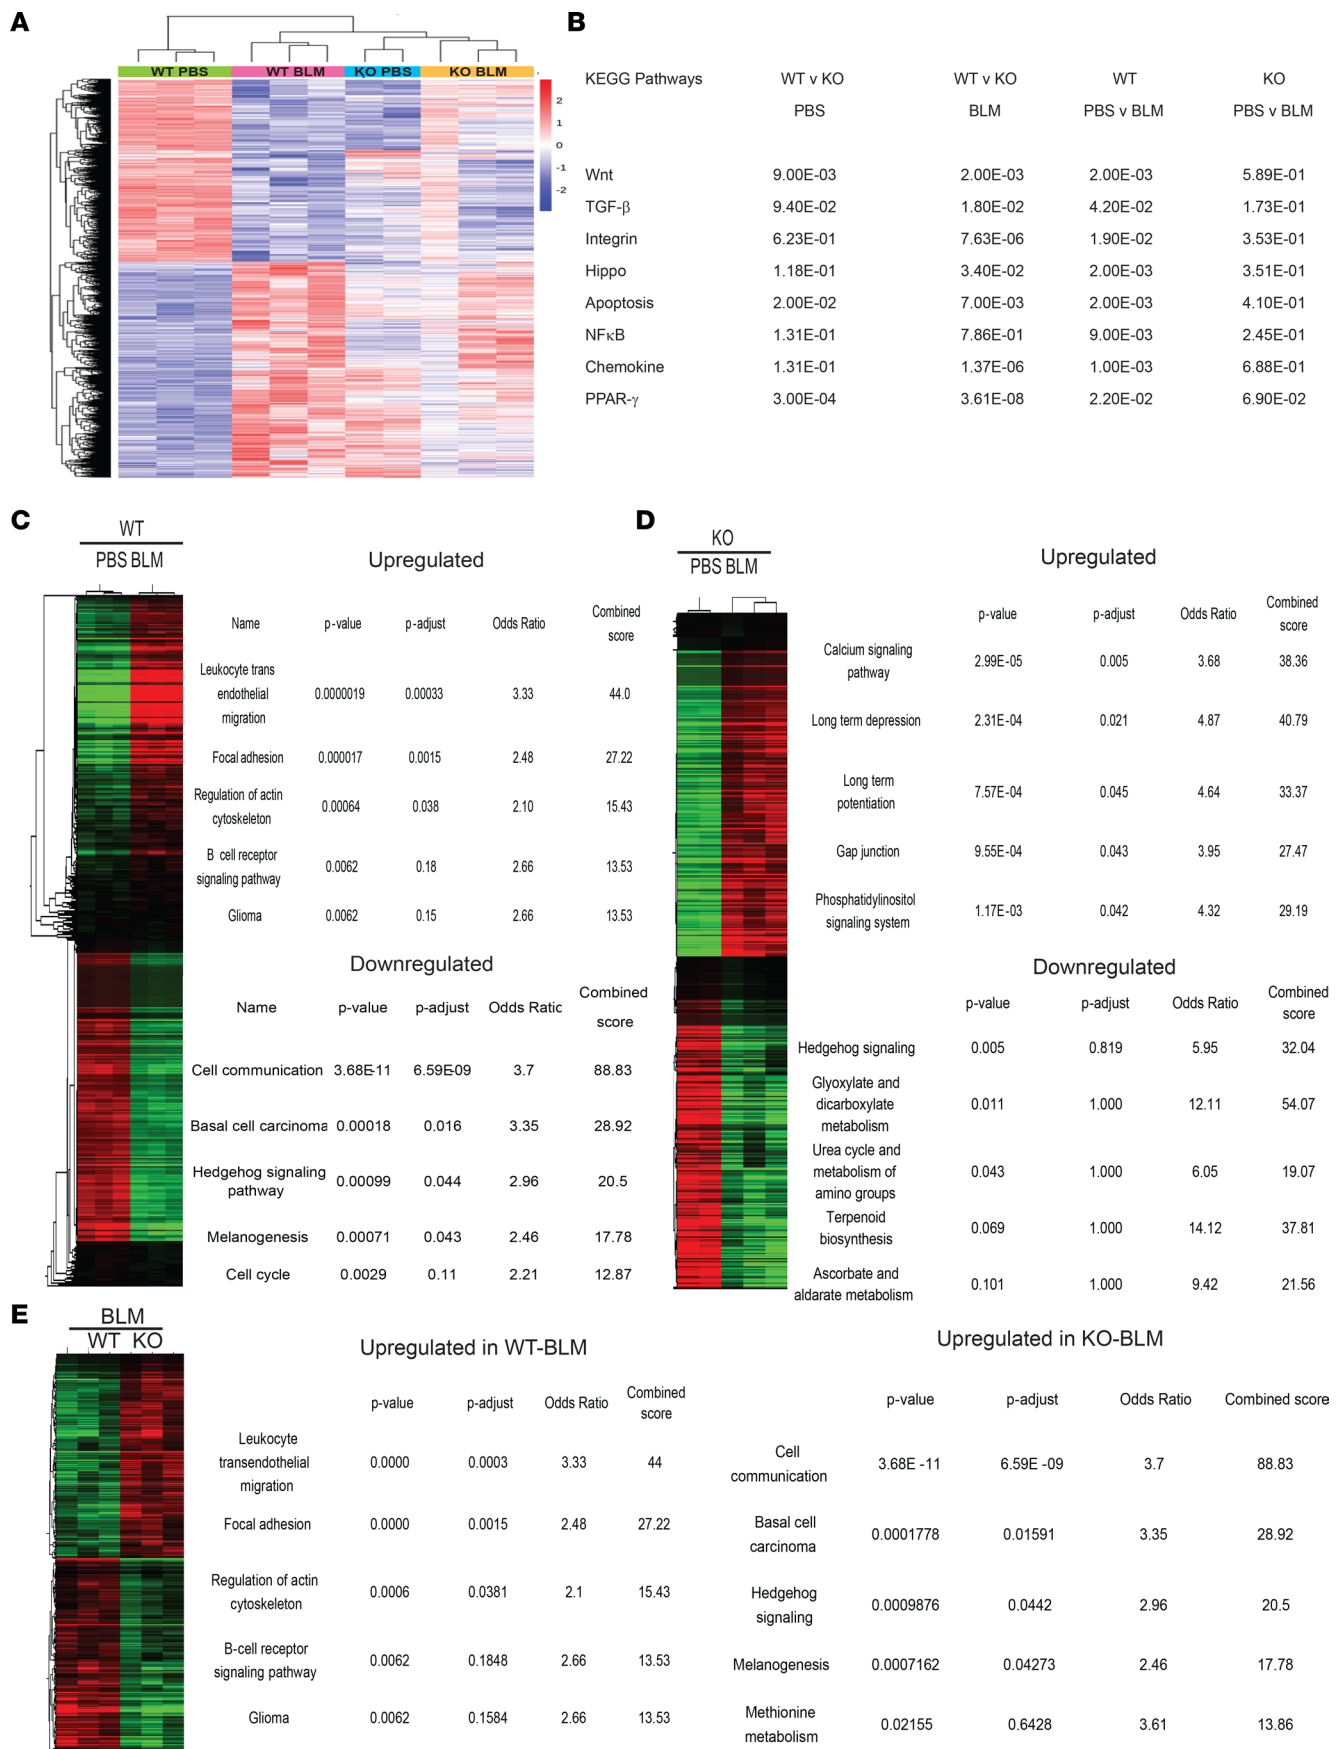 A
WT PBS WT BLM KO PBS KO BLM
2
1
0
-1
-2
B
KEGG Pathways WT v KO WT v KO WT KO
PBS BLM PBS v BLM PBS v BLM
Wnt 9.00E-03 2.00E-03 2.00E-03 5.89E-01
TGF-β 9.40E-02 1.80E-02 4.20E-02 1.73E-01
Integrin 6.23E-01 7.63E-06 1.90E-02 3.53E-01
Hippo 1.18E-01 3.40E-02 2.00E-03 3.51E-01
Apoptosis 2.00E-02 7.00E-03 2.00E-03 4.10E-01
NFκB 1.31E-01 7.86E-01 9.00E-03 2.45E-01
Chemokine 1.31E-01 1.37E-06 1.00E-03 6.88E-01
PPAR-γ 3.00E-04 3.61E-08 2.20E-02 6.90E-02
C
WT
PBS BLM
Upregulated
Name p-value p-adjust Odds Ratio Combined
score
Leukocyte trans
endothelial 0.0000019 0.00033 3.33 44.0
migration
Focal adhesion 0.000017 0.0015 2.48 27.22
Regulation of actin
cytoskeleton 0.00064 0.038 2.10 15.43
B cell receptor
signaling pathway 0.0062 0.18 2.66 13.53
Glioma 0.0062 0.15 2.66 13.53
Downregulated
Name p-value p-adjust Odds Ratio Combined
score
Cell communication 3.68E-11 6.59E-09 3.7 88.83
Basal cell carcinoma 0.00018 0.016 3.35 28.92
Hedgehog signaling
pathway 0.00099 0.044 2.96 20.5
Melanogenesis 0.00071 0.043 2.46 17.78
Cell cycle 0.0029 0.11 2.21 12.87
D
KO
PBS BLM
Upregulated
p-value p-adjust Odds Ratio Combined
score
Calcium signaling
pathway 2.99E-05 0.005 3.68 38.36
Long term depression 2.31E-04 0.021 4.87 40.79
Long term
potentiation 7.57E-04 0.045 4.64 33.37
Gap junction 9.55E-04 0.043 3.95 27.47
Phosphatidylinositol
signaling system 1.17E-03 0.042 4.32 29.19
Downregulated
p-value p-adjust Odds Ratio Combined
score
Hedgehog signaling 0.005 0.819 5.95 32.04
Glyoxylate and
dicarboxylate 0.011 1.000 12.11 54.07
metabolism
Urea cycle and
metabolism of 0.043 1.000 6.05 19.07
amino groups
Terpenoid
biosynthesis 0.069 1.000 14.12 37.81
Ascorbate and
aldarate metabolism 0.101 1.000 9.42 21.56
E
BLM
WT KO
Upregulated in WT-BLM
p-value p-adjust Odds Ratio Combined
score
Leukocyte
transendothelial 0.0000 0.0003 3.33 44
migration
Focal adhesion 0.0000 0.0015 2.48 27.22
Regulation of actin
cytoskeleton 0.0006 0.0381 2.1 15.43
B-cell receptor
signaling pathway 0.0062 0.1848 2.66 13.53
Glioma 0.0062 0.1584 2.66 13.53
Upregulated in KO-BLM
p-value p-adjust Odds Ratio Combined score
Cell
communication 3.68E -11 6.59E -09 3.7 88.83
Basal cell
carcinoma 0.0001778 0.01591 3.35 28.92
Hedgehog
signaling 0.0009876 0.0442 2.96 20.5
Melanogenesis 0.0007162 0.04273 2.46 17.78
Methionine
metabolism 0.02155 0.6428 3.61 13.86